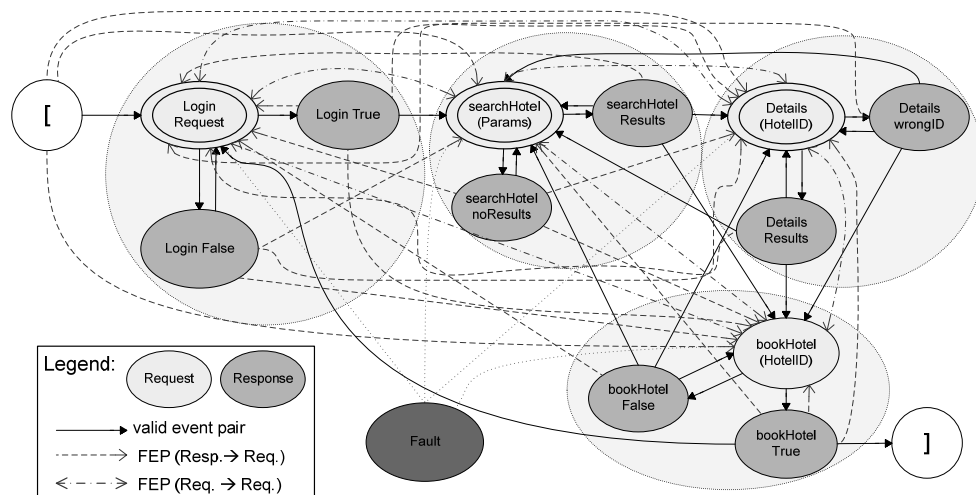 [
Login
Request
Login True
searchHotel
(Params)
searchHotel
Results
Details
(HotelID)
Details
wrongID
Login False
searchHotel
noResults
Details
Results
bookHotel
(HotelID)
bookHotel
False
bookHotel
True
Fault
]
Legend:
Request
Response
valid event pair
FEP (Resp.→ Req.)
FEP (Req. → Req.)